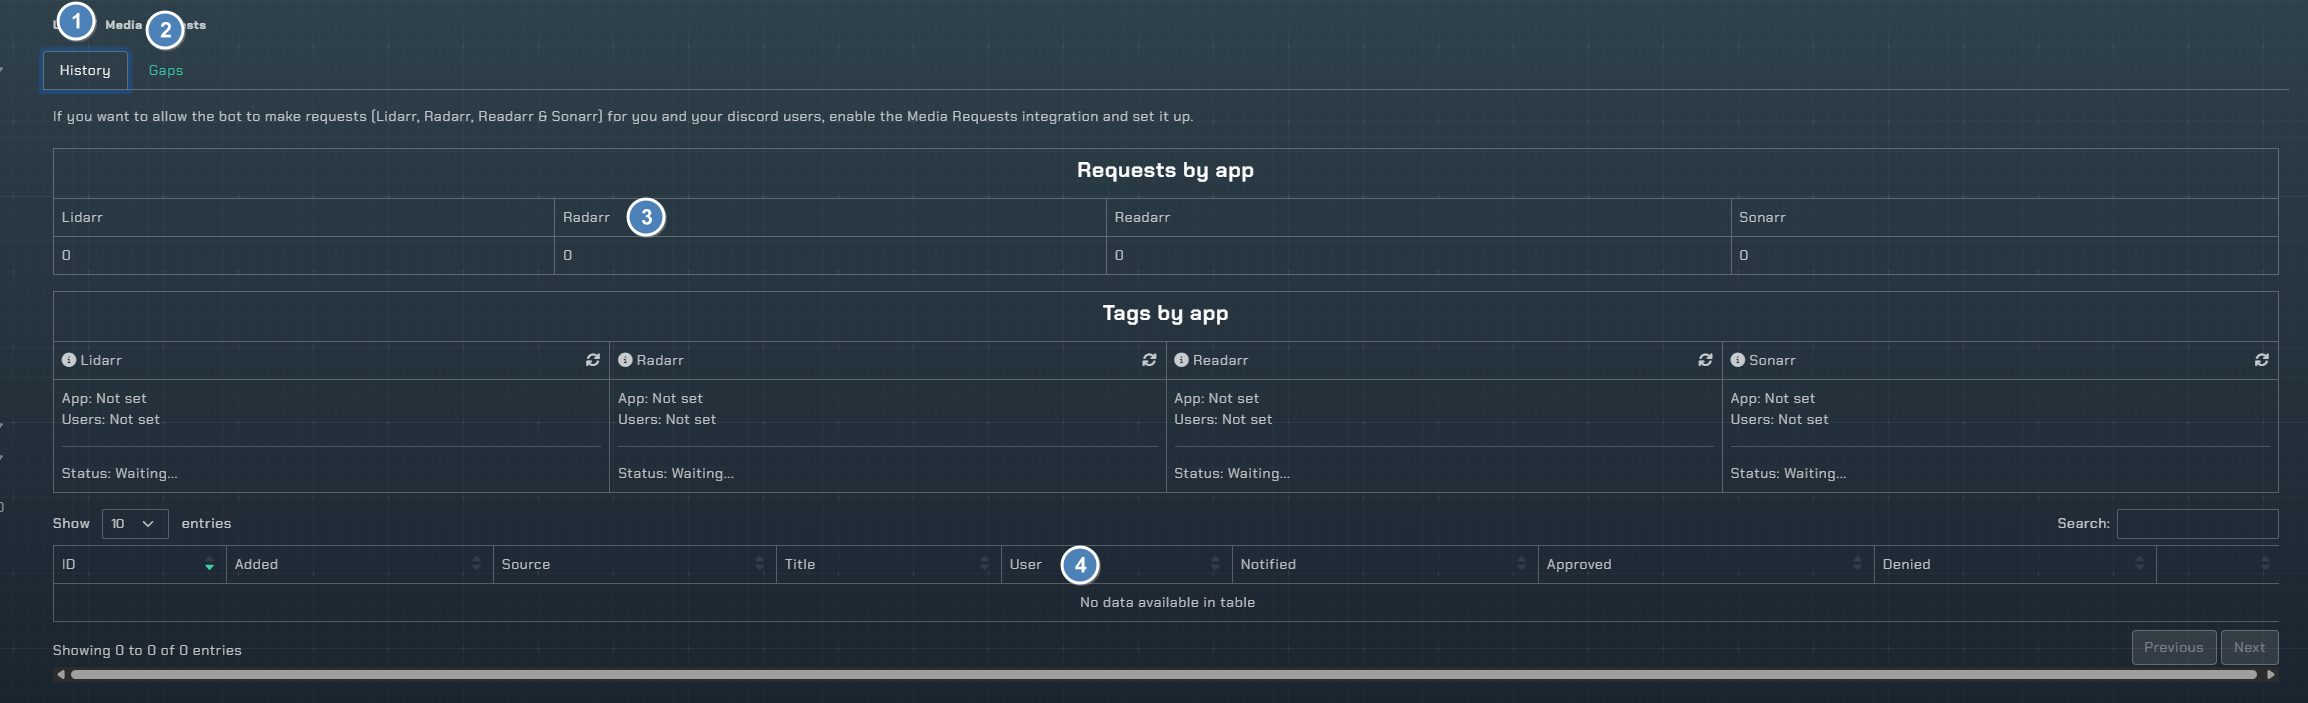 1 Media 2 sts
History Gaps
If you want to allow the bot to make requests (Lidarr, Radarr, Readarr & Sonarr) for you and your discord users, enable the Media Requests integration and set it up.
Requests by app
Lidarr Radarr 3 Readarr Sonarr
0 0 0 0
Tags by app
Lidarr Radarr Readarr Sonarr
App: Not set App: Not set App: Not set App: Not set
Users: Not set Users: Not set Users: Not set Users: Not set
Status: Waiting... Status: Waiting... Status: Waiting... Status: Waiting...
Show 10 entries Search:
ID Added Source Title User 4 Notified Approved Denied
No data available in table
Showing 0 to 0 of 0 entries Previous Next